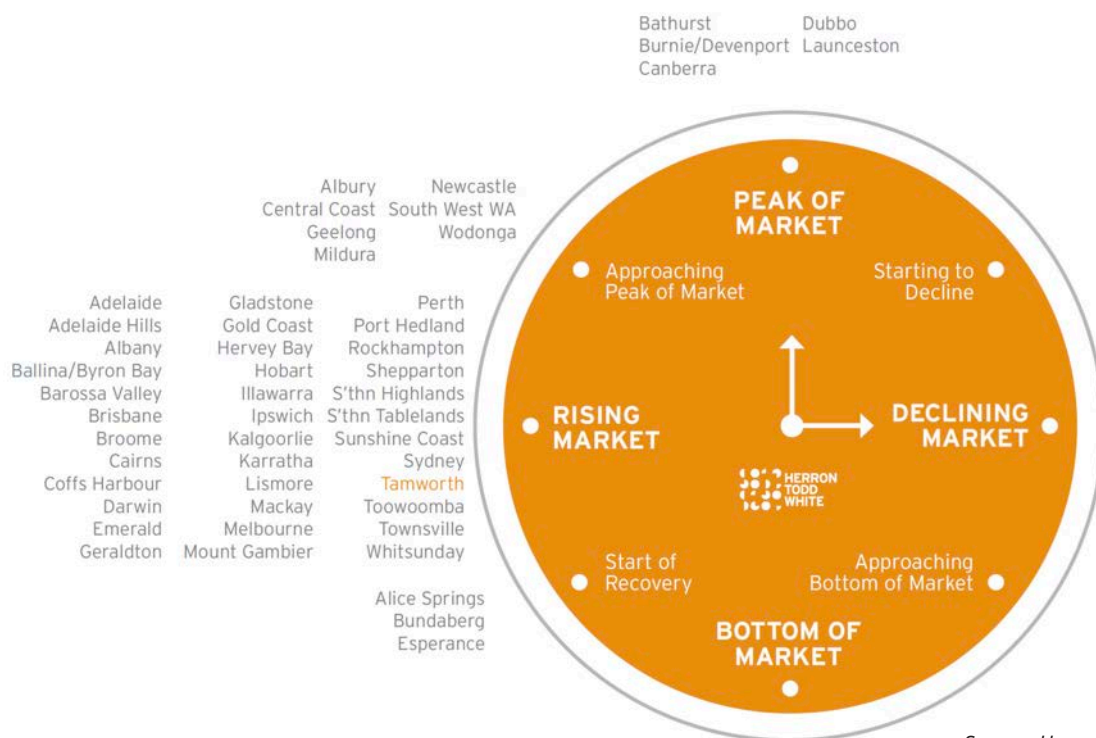 Bathurst Dubbo
Burnie/Devenport Launceston
Canberra
Albury Newcastle
Central Coast South West WA
Geelong Wodonga
Mildura
PEAK OF
MARKET
Approaching
Peak of Market
Starting to
Decline
Adelaide Gladstone Perth
Adelaide Hills Gold Coast Port Hedland
Albany Hervey Bay Rockhampton
Ballina/Byron Bay Hobart Shepparton
Barossa Valley Illawarra S'thn Highlands
Brisbane Ipswich S'thn Tablelands
Broome Kalgoorlie Sunshine Coast
Cairns Karratha Sydney
Coffs Harbour Lismore Tamworth
Darwin Mackay Toowoomba
Emerald Melbourne Townsville
Geraldton Mount Gambier Whitsunday
RISING
MARKET
DECLINING
MARKET
HERRON
TODD
WHITE
Start of
Recovery
Approaching
Bottom of Market
Alice Springs
Bundaberg
Esperance
BOTTOM OF
MARKET